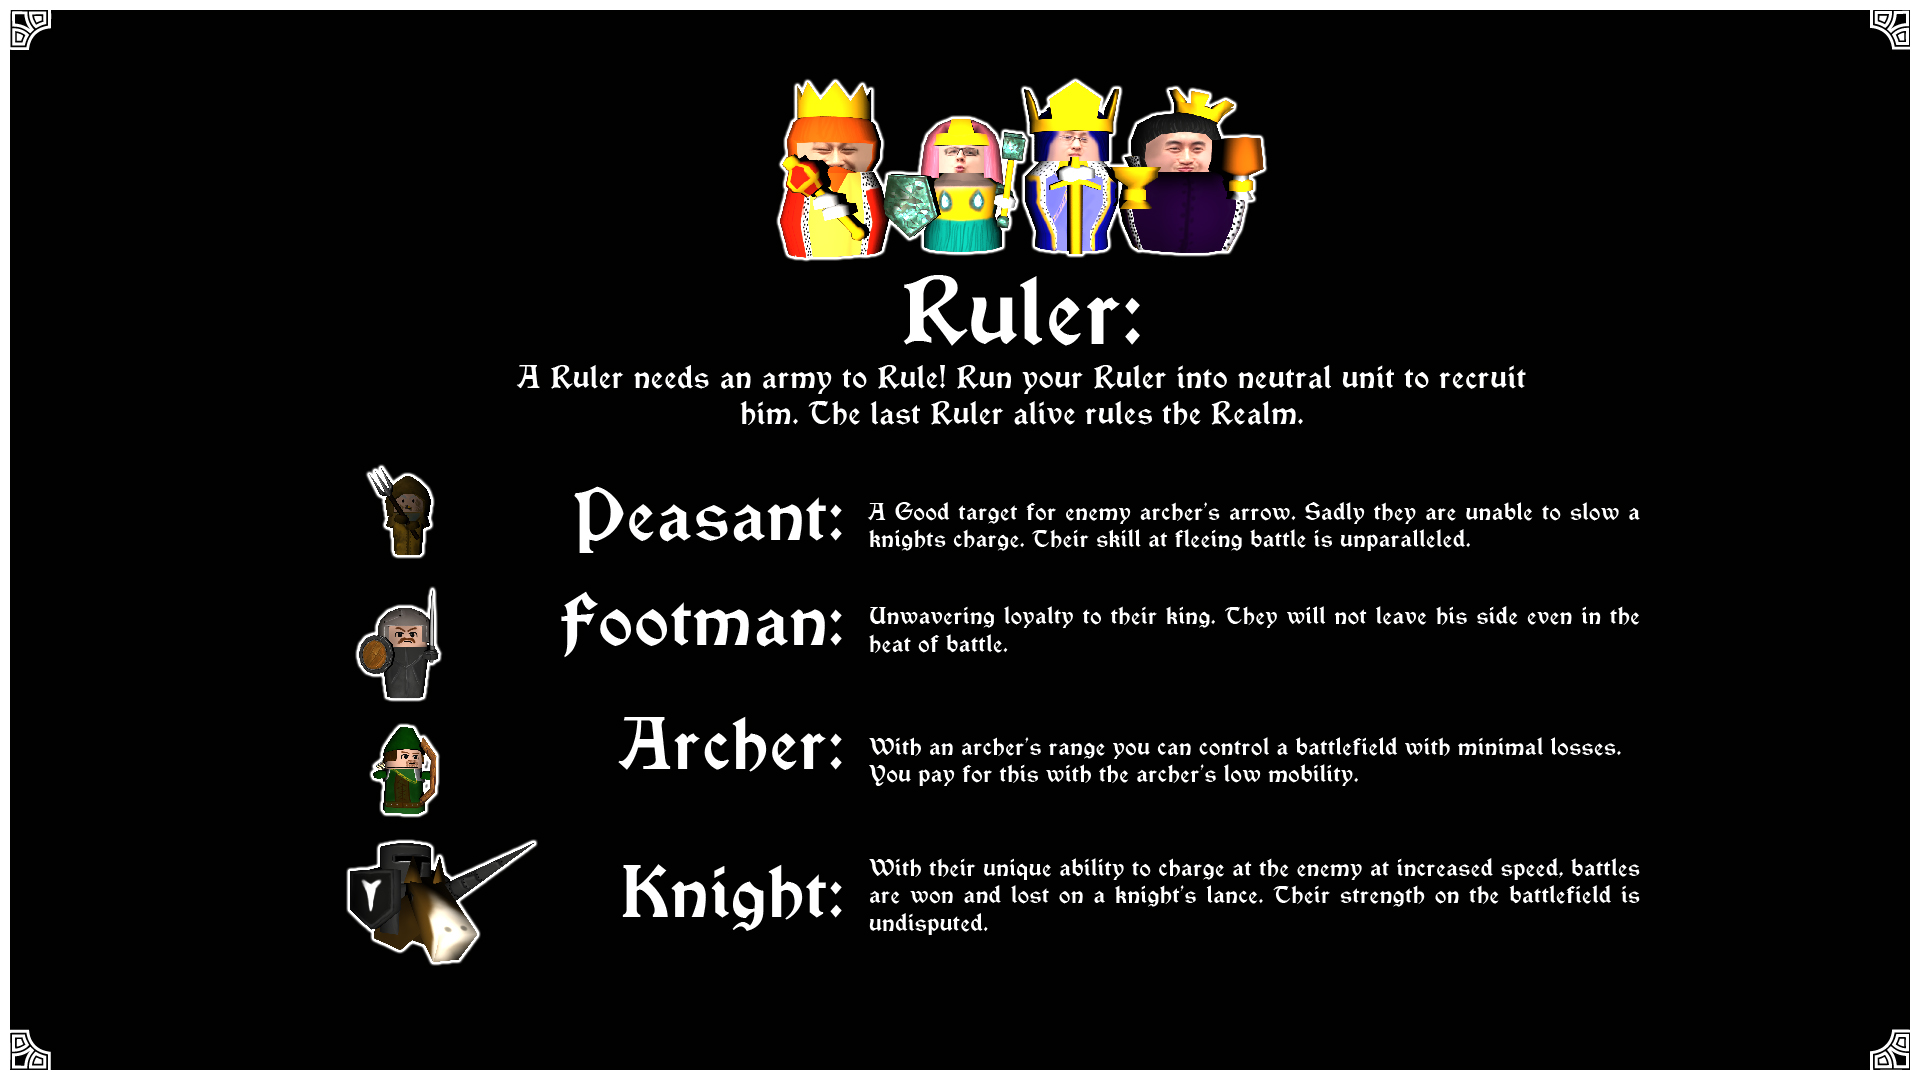 Ruler:
A Ruler needs an army to Rule! Run your Ruler into neutral unit to recruit
him. The last Ruler alive rules the Realm.
Peasant:
A Good target for enemy archer's arrow. Sadly they are unable to slow a
knights charge. Their skill at fleeing battle is unparalleled.
Footman:
Unwavering loyalty to their king. They will not leave his side even in the
heat of battle.
Archer:
With an archer's range you can control a battlefield with minimal losses.
You pay for this with the archer's low mobility.
Knight:
With their unique ability to charge at the enemy at increased speed, battles
are won and lost on a knight's lance. Their strength on the battlefield is
undisputed.